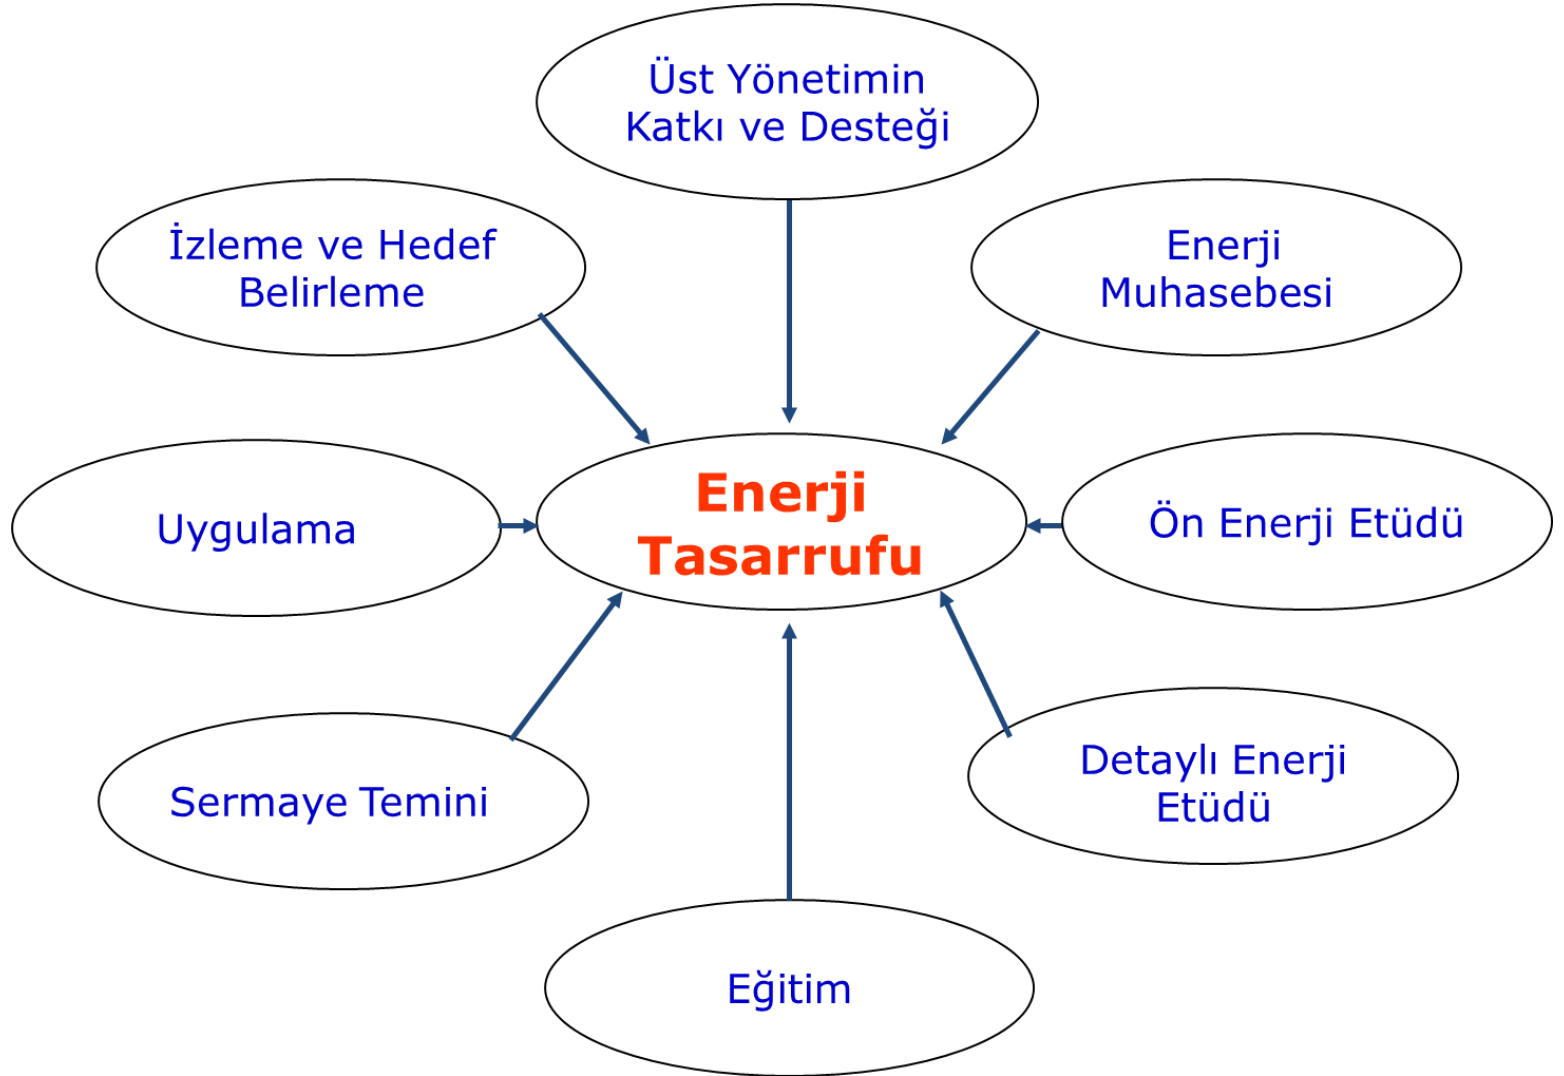 Üst Yönetimin
Katkı ve Desteği
İzleme ve Hedef
Belirleme
Enerji
Muhasebesi
Uygulama
Enerji
Tasarrufu
Ön Enerji Etüdü
Sermaye Temini
Detaylı Enerji
Etüdü
Eğitim